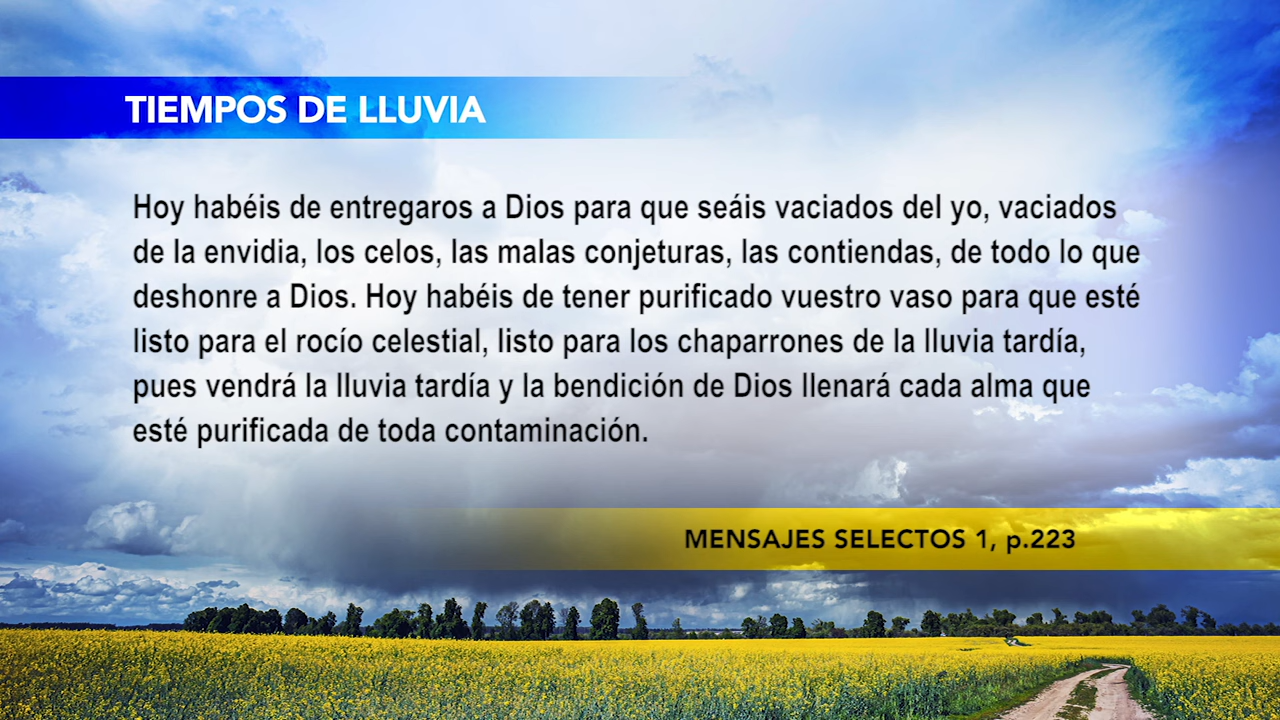 TIEMPOS DE LLUVIA
Hoy habéis de entregaros a Dios para que seáis vaciados del yo, vaciados
de la envidia, los celos, las malas conjeturas, las contiendas, de todo lo que
deshonre a Dios. Hoy habéis de tener purificado vuestro vaso para que esté
listo para el rocío celestial, listo para los chaparrones de la lluvia tardía,
pues vendrá la lluvia tardía y la bendición de Dios llenará cada alma que
esté purificada de toda contaminación.
MENSAJES SELECTOS 1, p.223